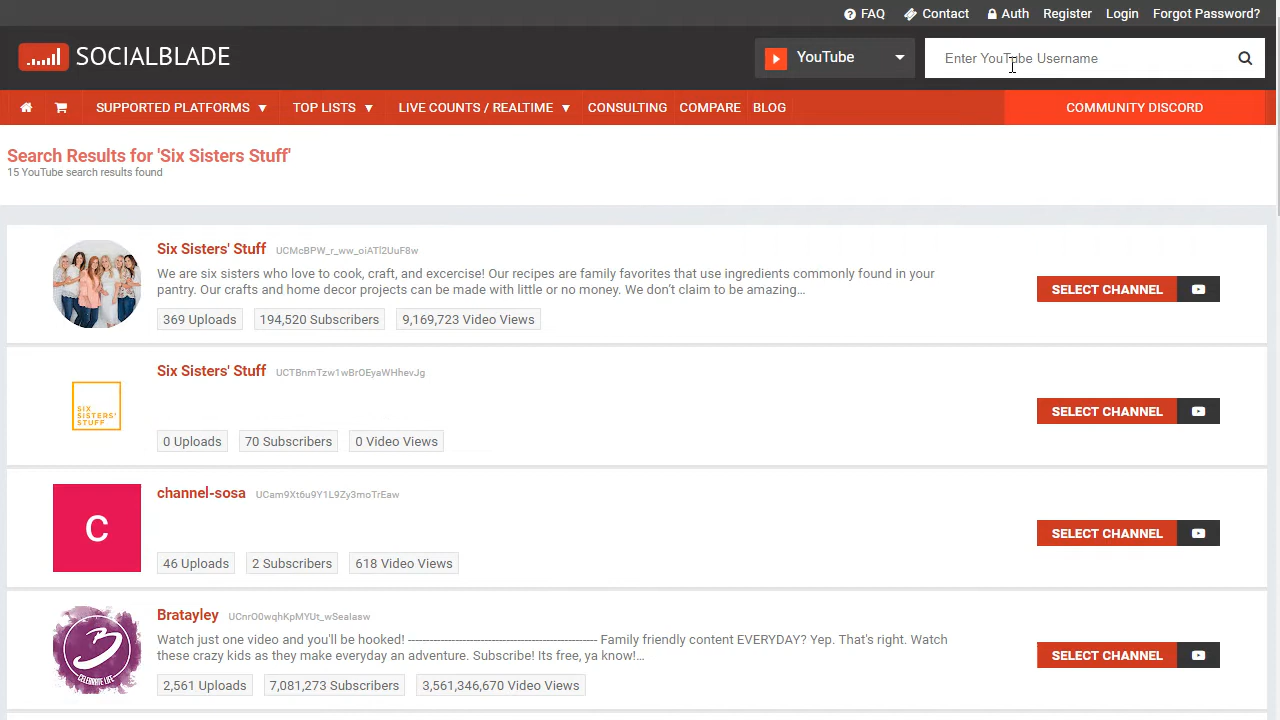 FAQ Contact Auth Register Login Forgot Password?
SOCIALBLADE YouTube Enter YouTube Username
SUPPORTED PLATFORMS TOP LISTS LIVE COUNTS / REALTIME CONSULTING COMPARE BLOG COMMUNITY DISCORD
Search Results for 'Six Sisters Stuff'
15 YouTube search results found
Six Sisters' Stuff UCMcBPW_r_ww_oiATl2UuF8w
We are six sisters who love to cook, craft, and excercise! Our recipes are family favorites that use ingredients commonly found in your
pantry. Our crafts and home decor projects can be made with little or no money. We don't claim to be amazing...
SELECT CHANNEL
369 Uploads 194,520 Subscribers 9,169,723 Video Views
Six Sisters' Stuff UCTBnmTzw1wBrOEyaWHhevJg
SIX
SISTERS'
STUFF
SELECT CHANNEL
0 Uploads 70 Subscribers 0 Video Views
channel-sosa UCam9Xt6u9Y1L9Zy3moTrEaw
C
SELECT CHANNEL
46 Uploads 2 Subscribers 618 Video Views
Bratayley UCnrO0wqhKpMYUt_wSealasw
Watch just one video and you'll be hooked! ------------------------------------------------ Family friendly content EVERYDAY? Yep. That's right. Watch
these crazy kids as they make everyday an adventure. Subscribe! Its free, ya know!...
B
CELEBRATE LIFE
SELECT CHANNEL
2,561 Uploads 7,081,273 Subscribers 3,561,346,670 Video Views